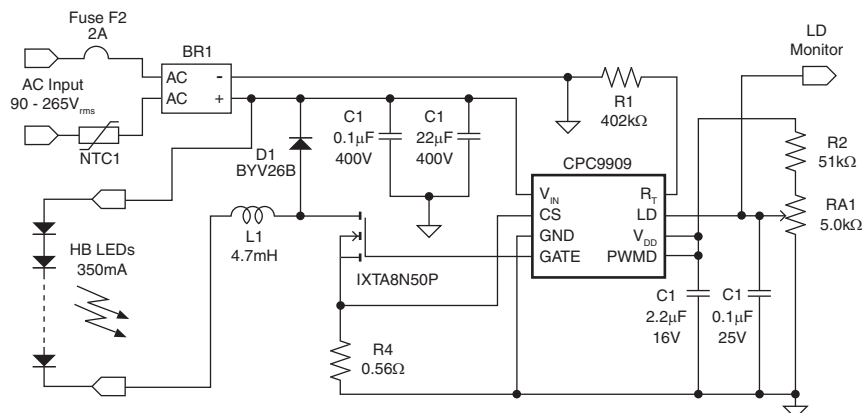 Fuse F2
2A
BR1
AC -
AC +
AC Input
90 - 265Vrms
NTC1
LD
Monitor
R1
402kΩ
C1
0.1µF
400V
C1
22µF
400V
D1
BYV26B
R2
51kΩ
CPC9909
VIN
CS
GND
GATE
RT
LD
VDD
PWMD
RA1
5.0kΩ
L1
4.7mH
HB LEDs
350mA
IXTA8N50P
C1
2.2µF
16V
C1
0.1µF
25V
R4
0.56Ω